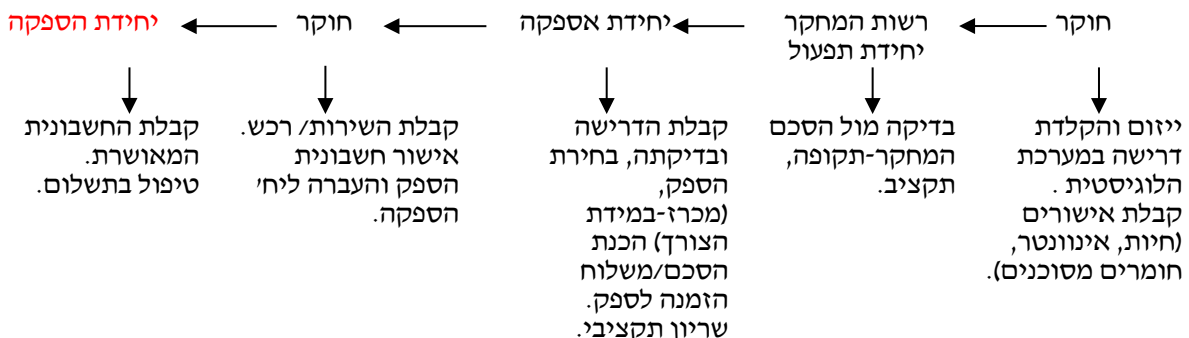 חוקר
רשות המחקר
יחידת תפעול
יחידת אספקה
חוקר
יחידת הספקה
ייזום והקלדת
דרישה במערכת
הלוגיסטית .
קבלת אישורים
(חיות, אינוונטר,
חומרים מסוכנים).
בדיקה מול הסכם
המחקר-תקופה,
תקציב.
קבלת הדרישה
ובדיקתה, בחירת
הספק,
(מכרז-במידת
הצורך) הכנת
הסכם/משלוח
הזמנה לספק.
שריון תקציבי.
קבלת השירות/ רכש.
אישור חשבונית
הספק והעברה ליח'
הספקה.
קבלת החשבונית
המאושרת.
טיפול בתשלום.